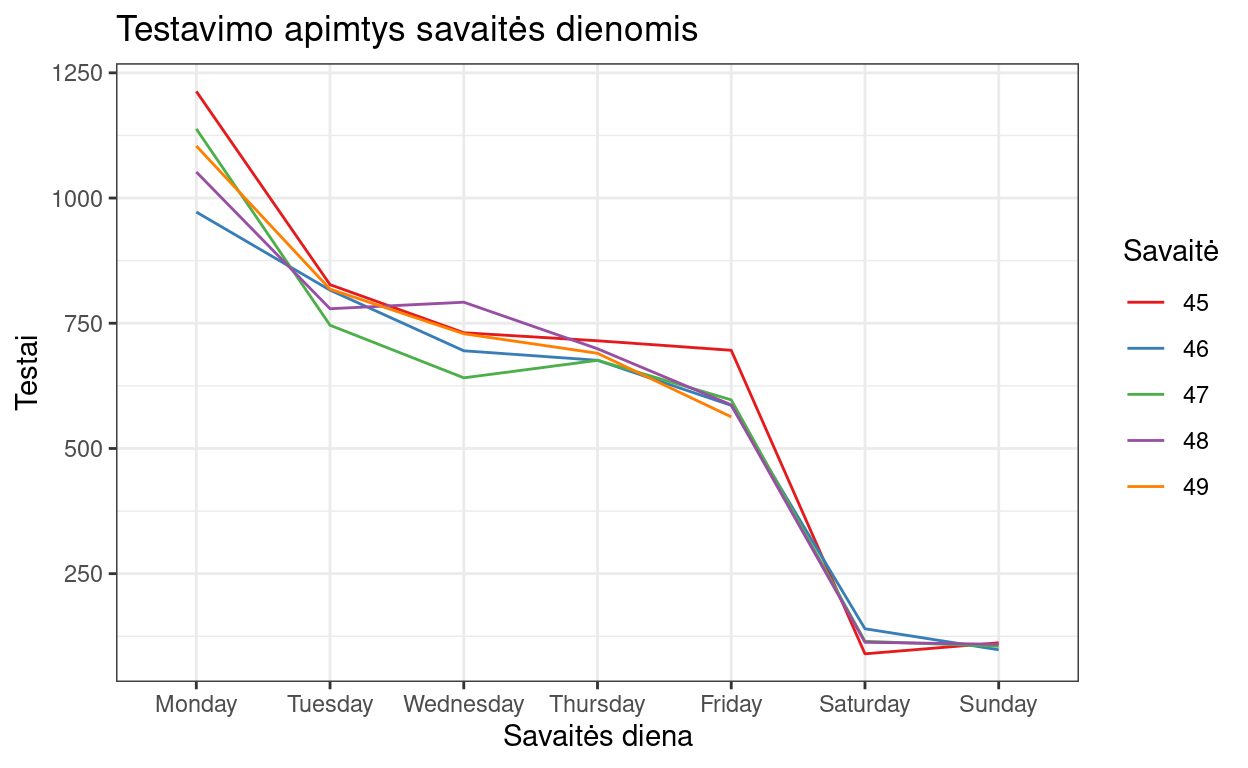 Testavimo apimtys savaitės dienomis
Testai
1250
1000
750
500
250
Monday Tuesday Wednesday Thursday Friday Saturday Sunday
Savaitės diena
Savaitė
45
46
47
48
49